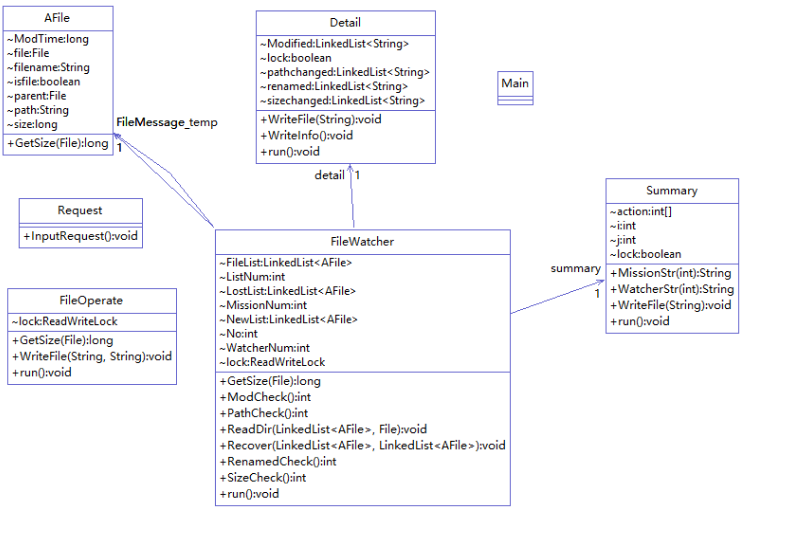 AFile
~ModTime:long
~file:File
~filename:String
~isfile:boolean
~parent:File
~path:String
~size:long
+GetSize(File):long
FileMessage_temp
1
Detail
~Modified:LinkedList<String>
~lock:boolean
~pathchanged:LinkedList<String>
~renamed:LinkedList<String>
~sizechanged:LinkedList<String>
+WriteFile(String):void
+WriteInfo():void
+run():void
detail
1
Main
Request
+InputRequest():void
FileOperate
~lock:ReadWriteLock
+GetSize(File):long
+WriteFile(String, String):void
+run():void
FileWatcher
~FileList:LinkedList<AFile>
~ListNum:int
~LostList:LinkedList<AFile>
~MissionNum:int
~NewList:LinkedList<AFile>
~No:int
~WatcherNum:int
~lock:ReadWriteLock
+GetSize(File):long
+ModCheck():int
+PathCheck():int
+ReadDir(LinkedList<AFile>, File):void
+Recover(LinkedList<AFile>, LinkedList<AFile>):void
+RenamedCheck():int
+SizeCheck():int
+run():void
summary
1
Summary
~action:int[]
~i:int
~j:int
~lock:boolean
+MissionStr(int):String
+WatcherStr(int):String
+WriteFile(String):void
+run():void